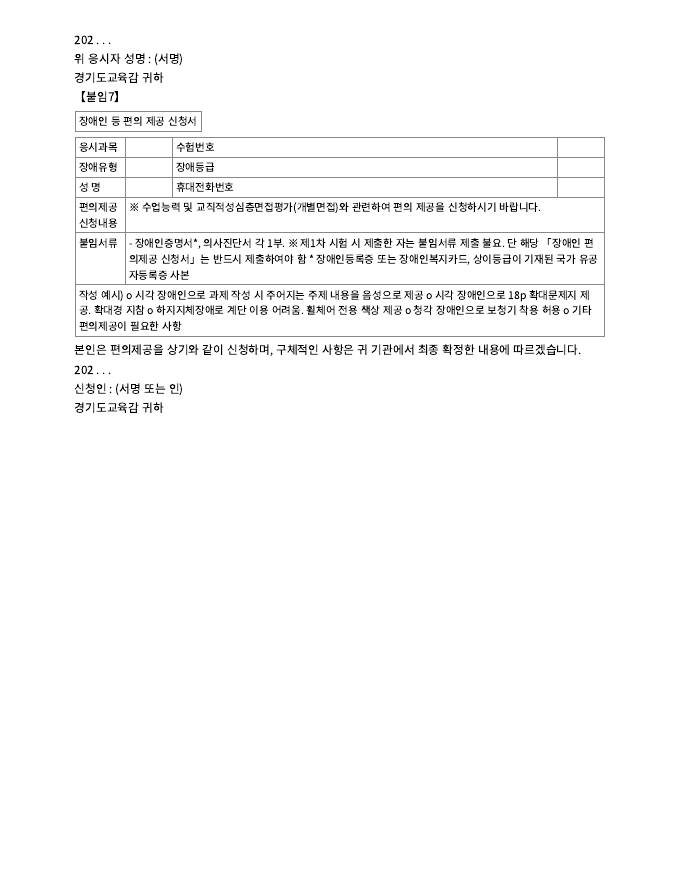 202 . . .
위 응시자 성명 : (서명)
경기도교육감 귀하
【붙임7】
장애인 등 편의 제공 신청서
응시과목 수험번호
장애유형 장애등급
성 명 휴대전화번호
편의제공 ※ 수업능력 및 교직적성심층면접평가(개별면접)와 관련하여 편의 제공을 신청하시기 바랍니다.
신청내용
붙임서류 - 장애인증명서*, 의사진단서 각 1부. ※ 제1차 시험 시 제출한 자는 붙임서류 제출 불요. 단 해당 「장애인 편
의제공 신청서」는 반드시 제출하여야 함 * 장애인등록증 또는 장애인복지카드, 상이등급이 기재된 국가 유공
자등록증 사본
작성 예시) o 시각 장애인으로 과제 작성 시 주어지는 주제 내용을 음성으로 제공 o 시각 장애인으로 18p 확대문제지 제
공. 확대경 지참 o 하지지체장애로 계단 이용 어려움. 휠체어 전용 책상 제공 o 청각 장애인으로 보청기 착용 허용 o 기타
편의제공이 필요한 사항
본인은 편의제공을 상기와 같이 신청하며, 구체적인 사항은 귀 기관에서 최종 확정한 내용에 따르겠습니다.
202 . . .
신청인 : (서명 또는 인)
경기도교육감 귀하